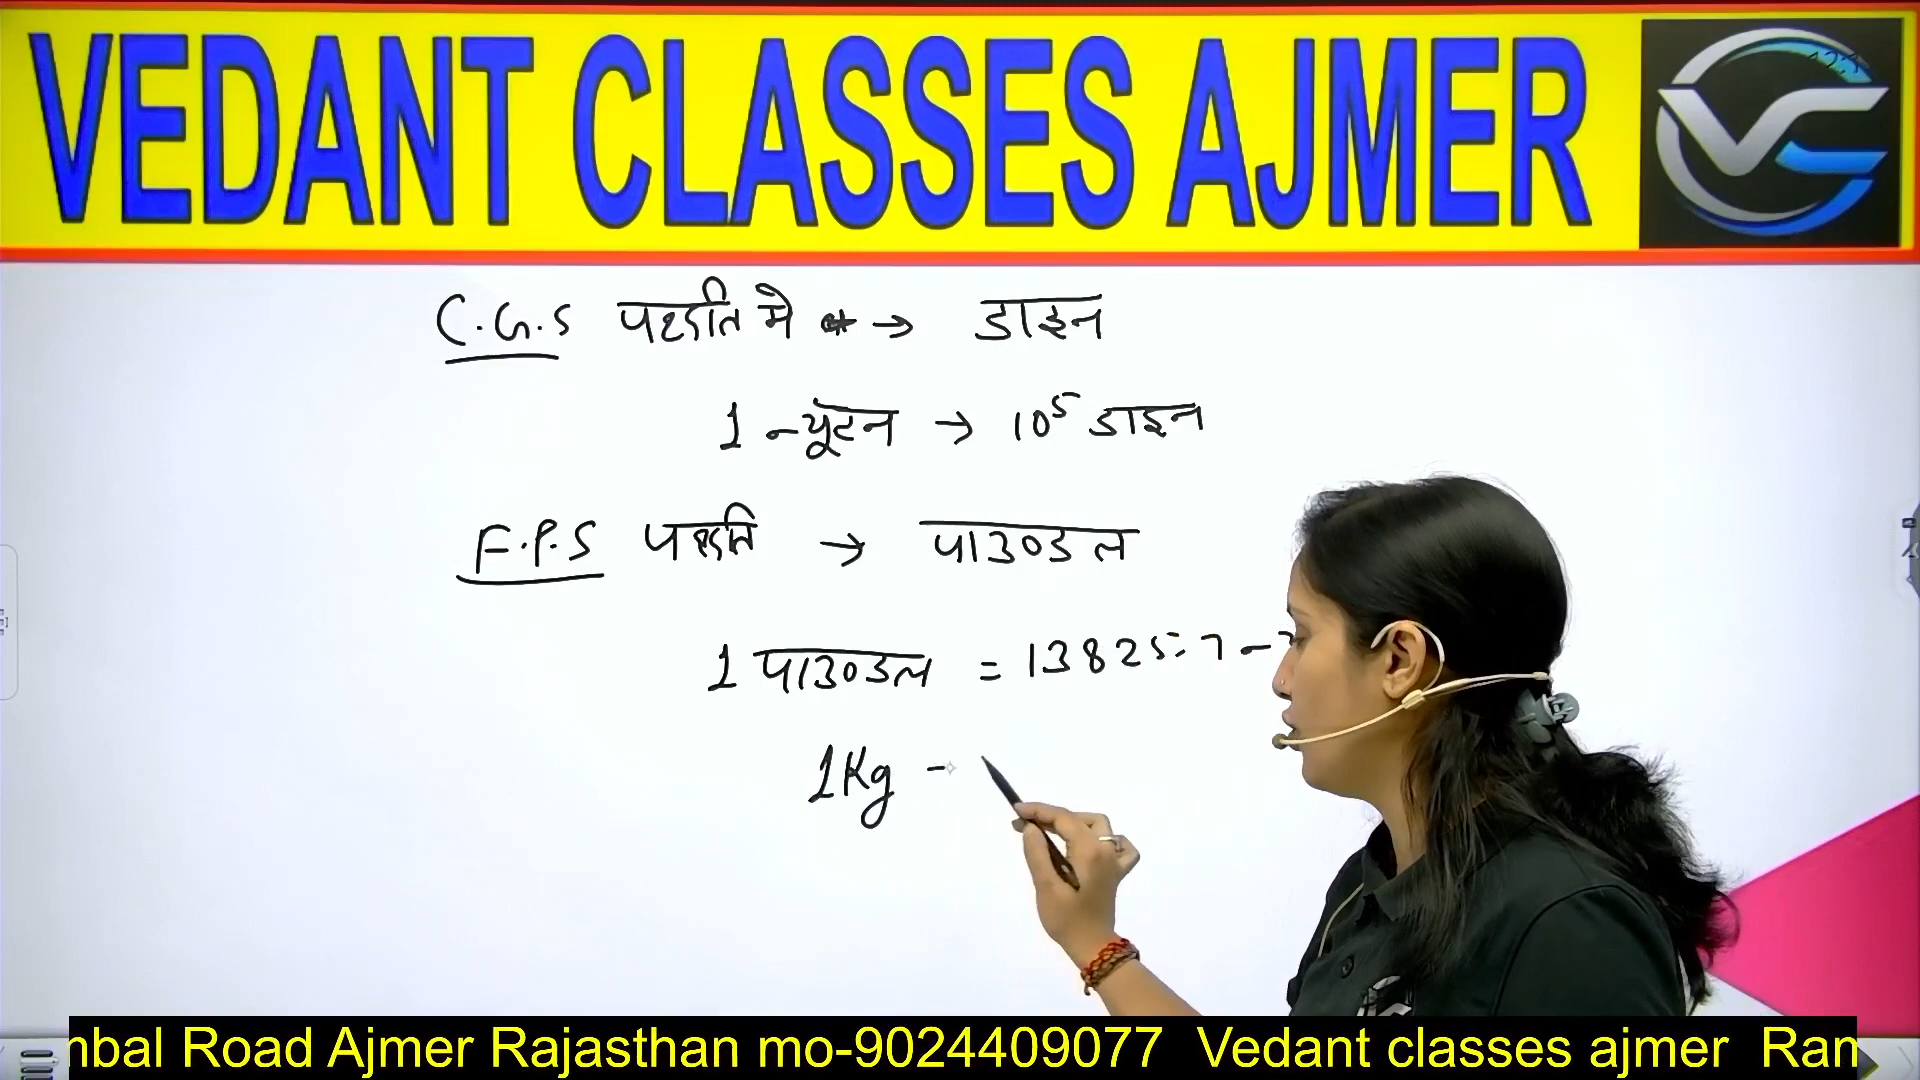 VEDANT CLASSES AJMER
C.G.S पद्धति मे → डाइन
1 न्यूटन → 10⁵ डाइन
F.P.S पद्धति → पाउण्डल
1 पाउण्डल = 13825.7
1Kg -
nbal Road Ajmer Rajasthan mo-9024409077 Vedant classes ajmer Ran